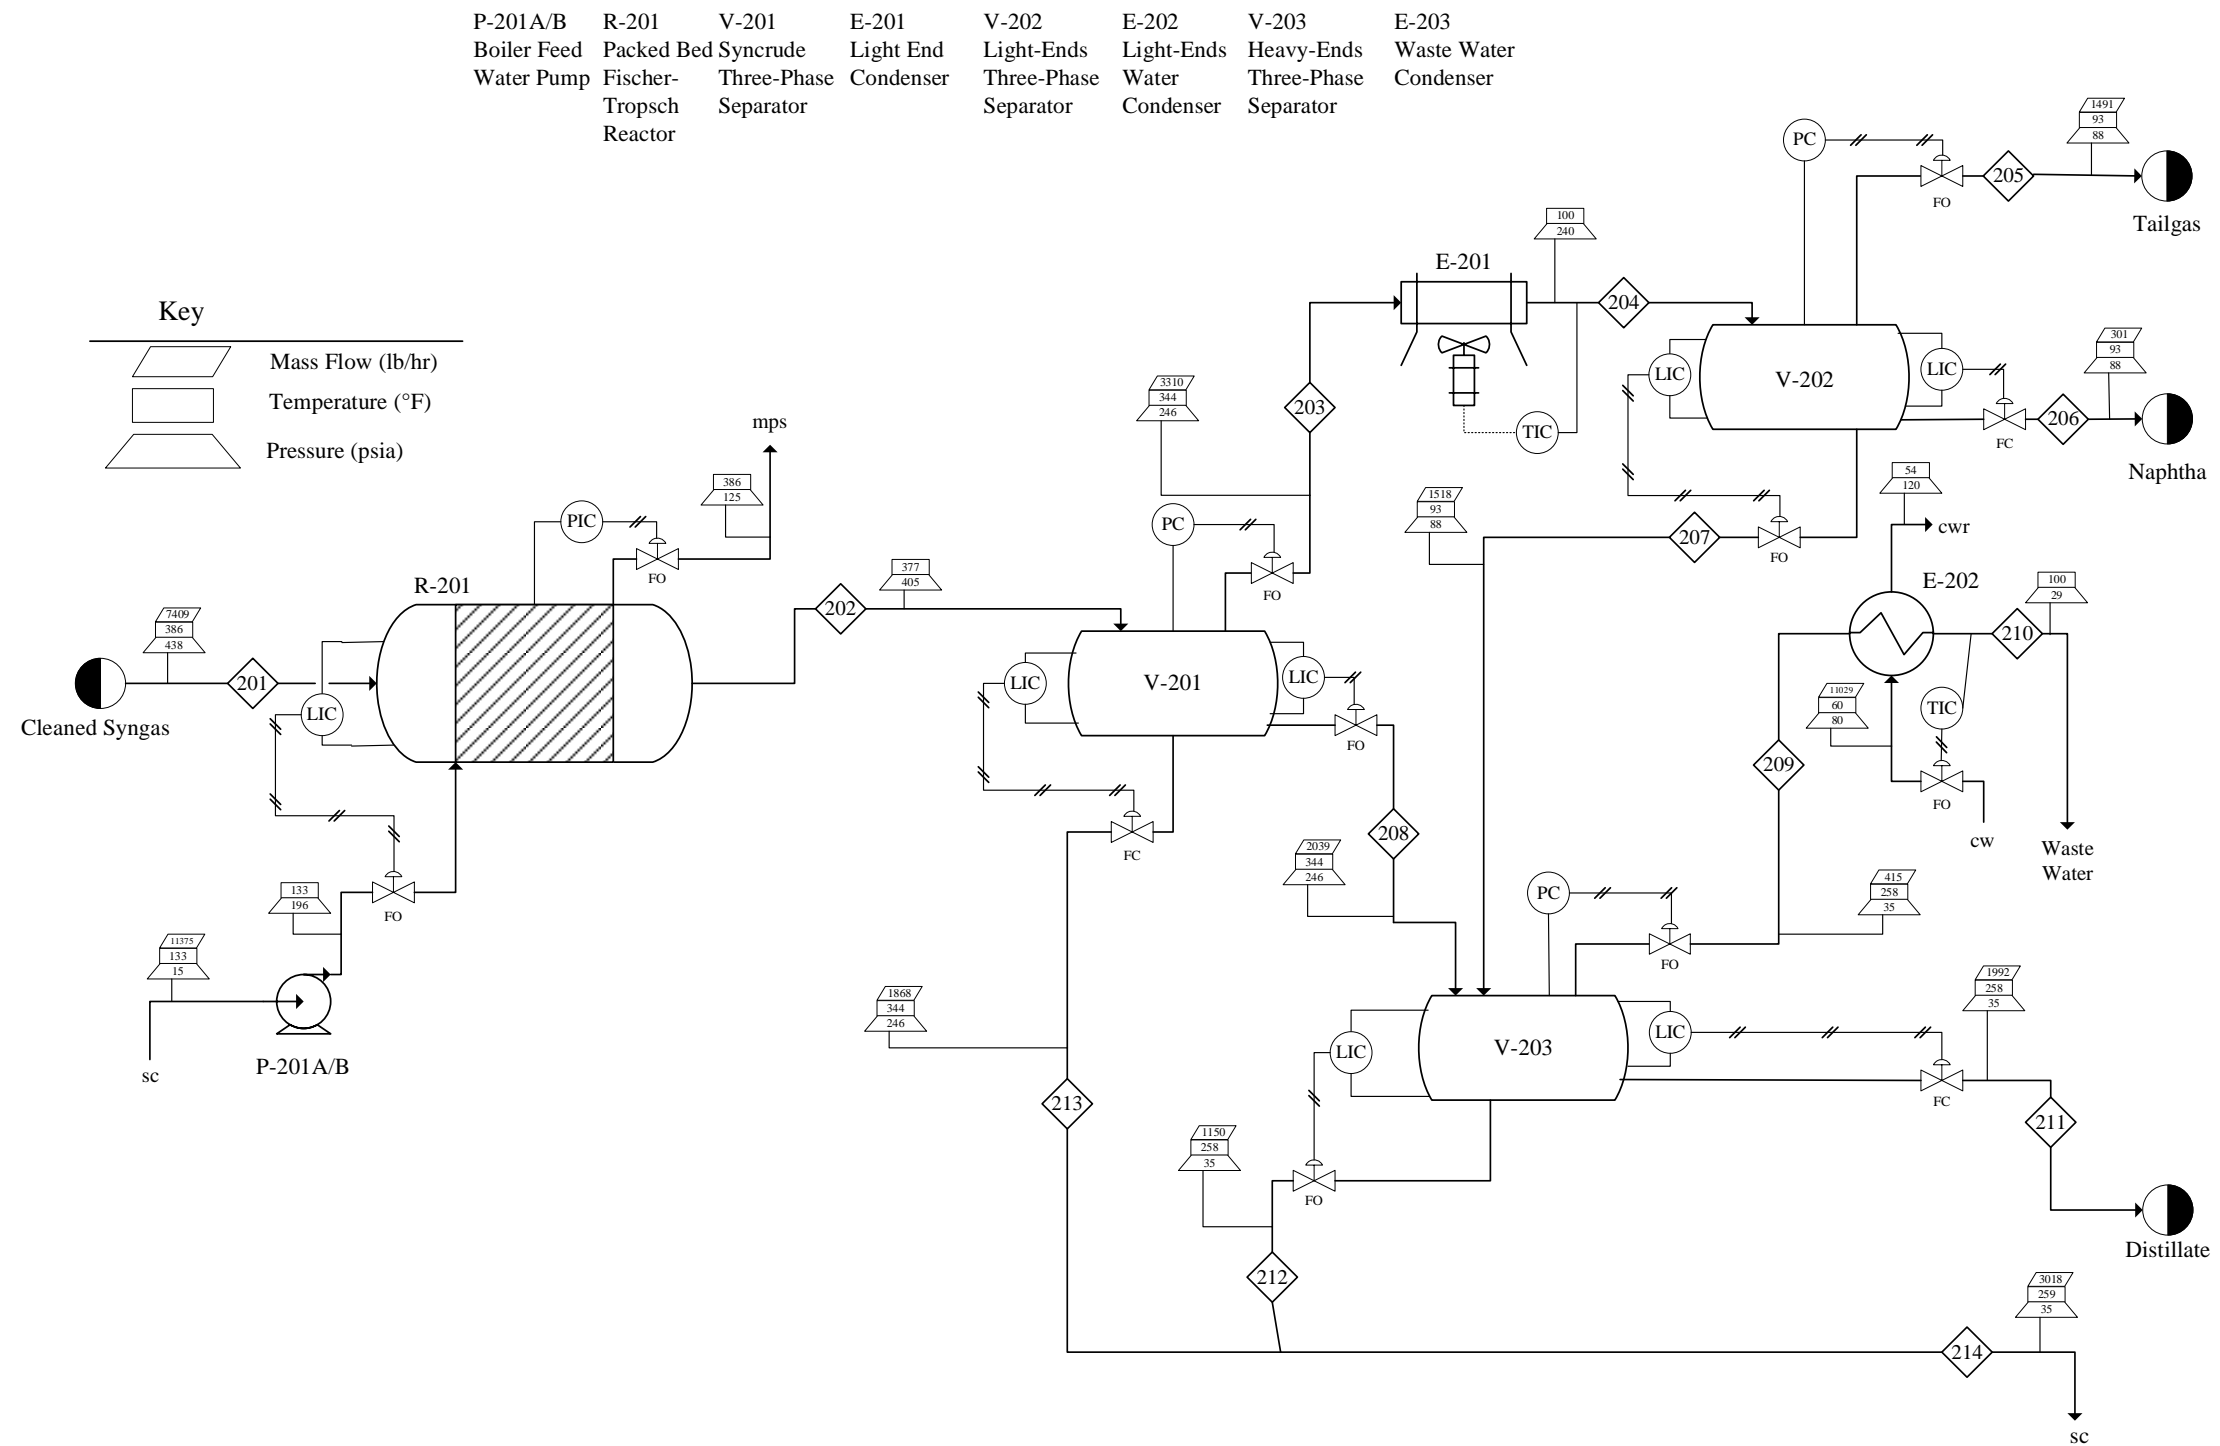 P-201A/B
Boiler Feed
Water Pump
R-201
Packed Bed
Fischer-
Tropsch
Reactor
V-201
Syncrude
Three-Phase
Separator
E-201
Light End
Condenser
V-202
Light-Ends
Three-Phase
Separator
E-202
Light-Ends
Water
Condenser
V-203
Heavy-Ends
Three-Phase
Separator
E-203
Waste Water
Condenser
Key
Mass Flow (lb/hr)
Temperature (°F)
Pressure (psia)
1491
93
88
PC
205
FO
Tailgas
100
240
E-201
204
TIC
LIC
V-202
LIC
301
93
88
206
FC
Naphtha
3310
344
246
203
1518
93
88
207
FO
54
120
cwr
E-202
100
29
210
11029
60
80
TIC
FO
cw
209
Waste
Water
mps
386
125
PIC
FO
R-201
7409
386
438
201
Cleaned Syngas
LIC
377
405
202
PC
FO
LIC
V-201
LIC
FO
FC
208
2039
344
246
133
196
FO
11375
133
15
sc
P-201A/B
1868
344
246
213
PC
FO
415
258
35
LIC
V-203
LIC
1992
258
35
FC
211
Distillate
1150
258
35
FO
212
3018
259
35
214
sc